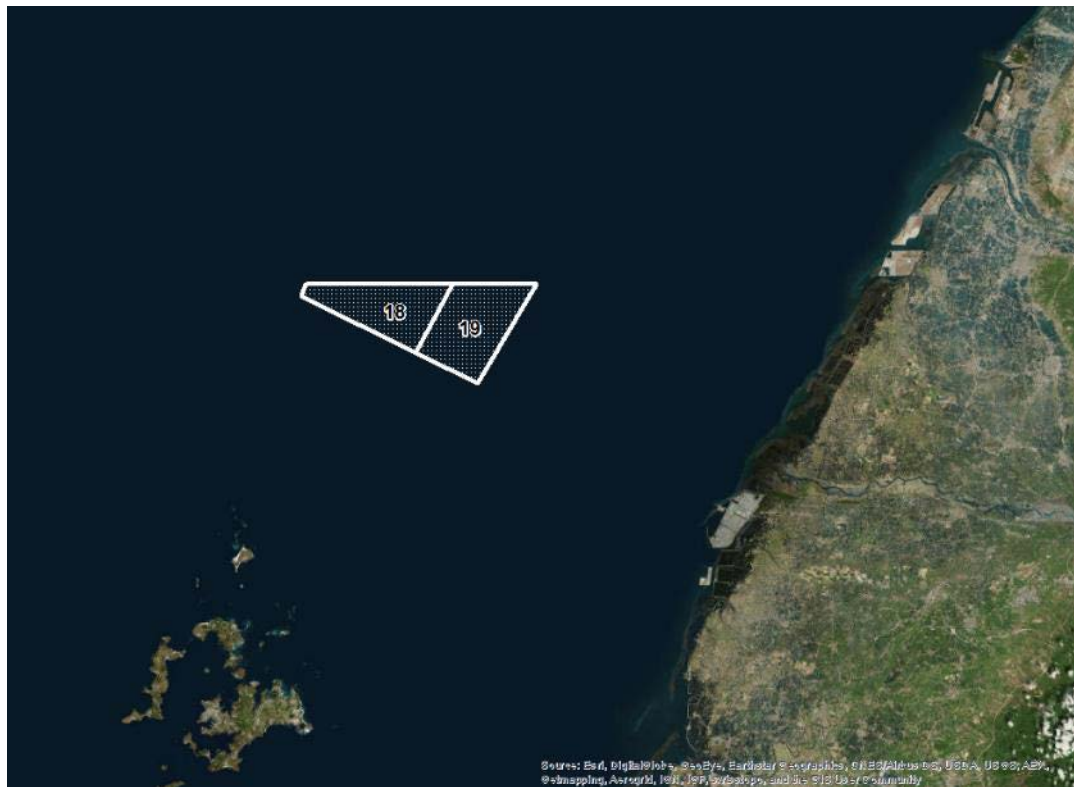 18
19
Source: Esri, DigitalGlobe, GeoEye, Earthstar Geographics, CNES/Airbus DS, USDA, USGS, AEX,
Getmapping, Aerogrid, IGN, IGP, swisstopo, and the GIS User Community